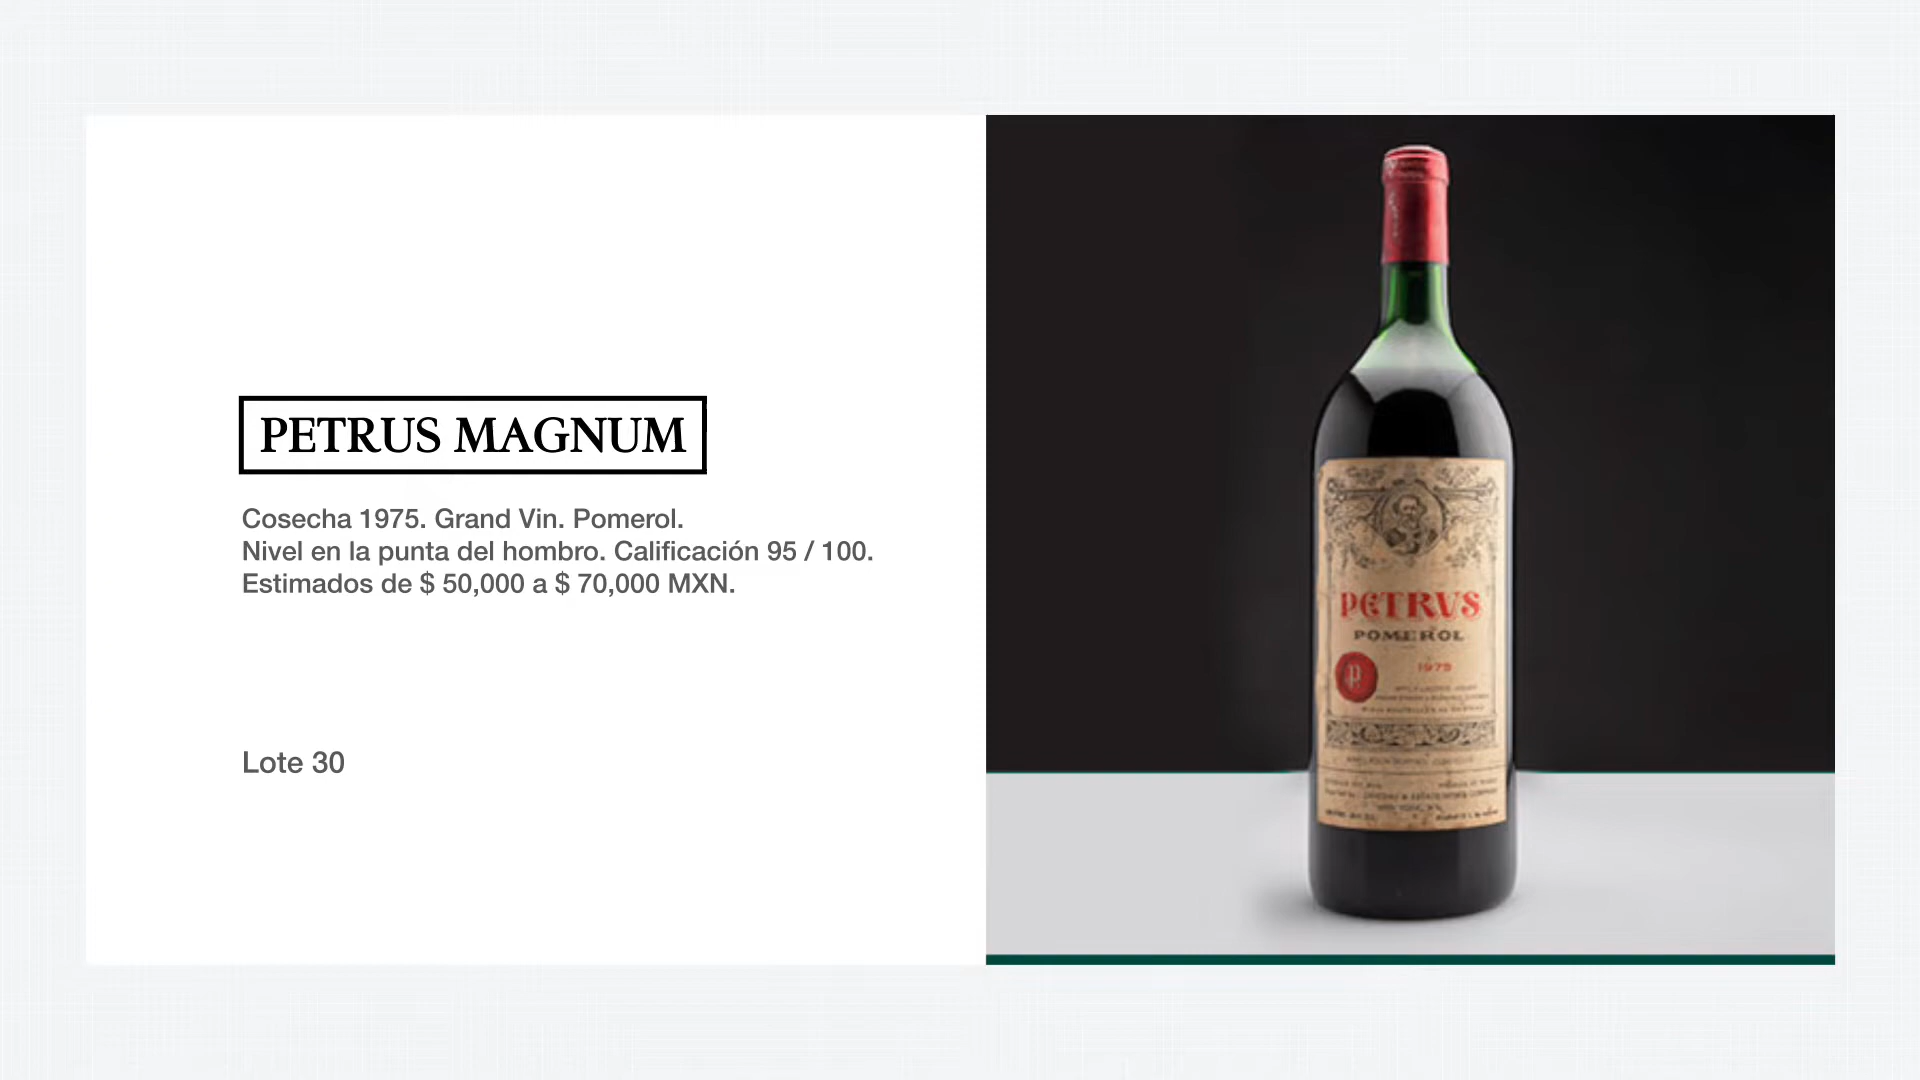 PETRUS MAGNUM
Cosecha 1975. Grand Vin. Pomerol.
Nivel en la punta del hombro. Calificación 95 / 100.
Estimados de $ 50,000 a $ 70,000 MXN.
Lote 30
PETRVS
POMEROL
1975